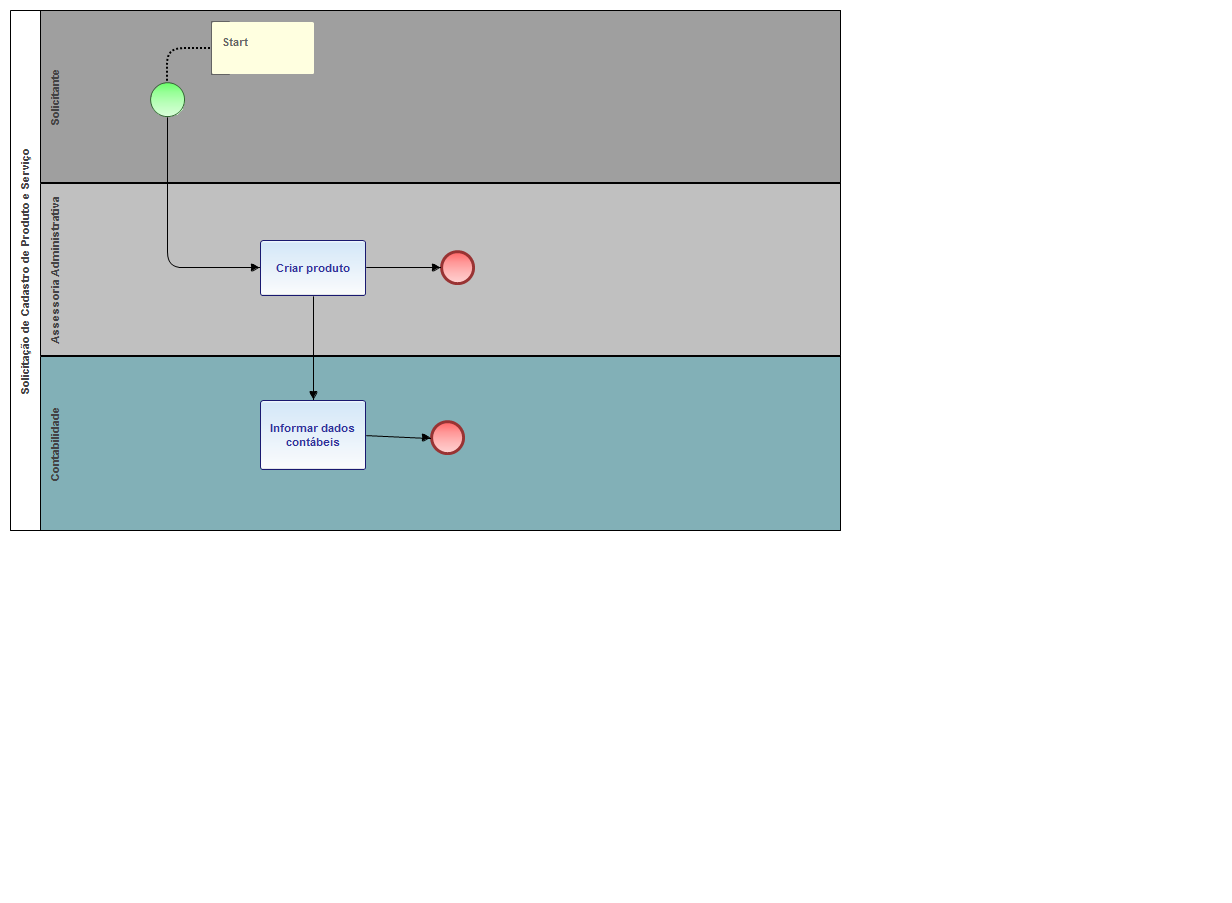 Solicitação de Cadastro de Produto e Serviço
Solicitante
Start
Assessoria Administrativa
Criar produto
Contabilidade
Informar dados
contábeis